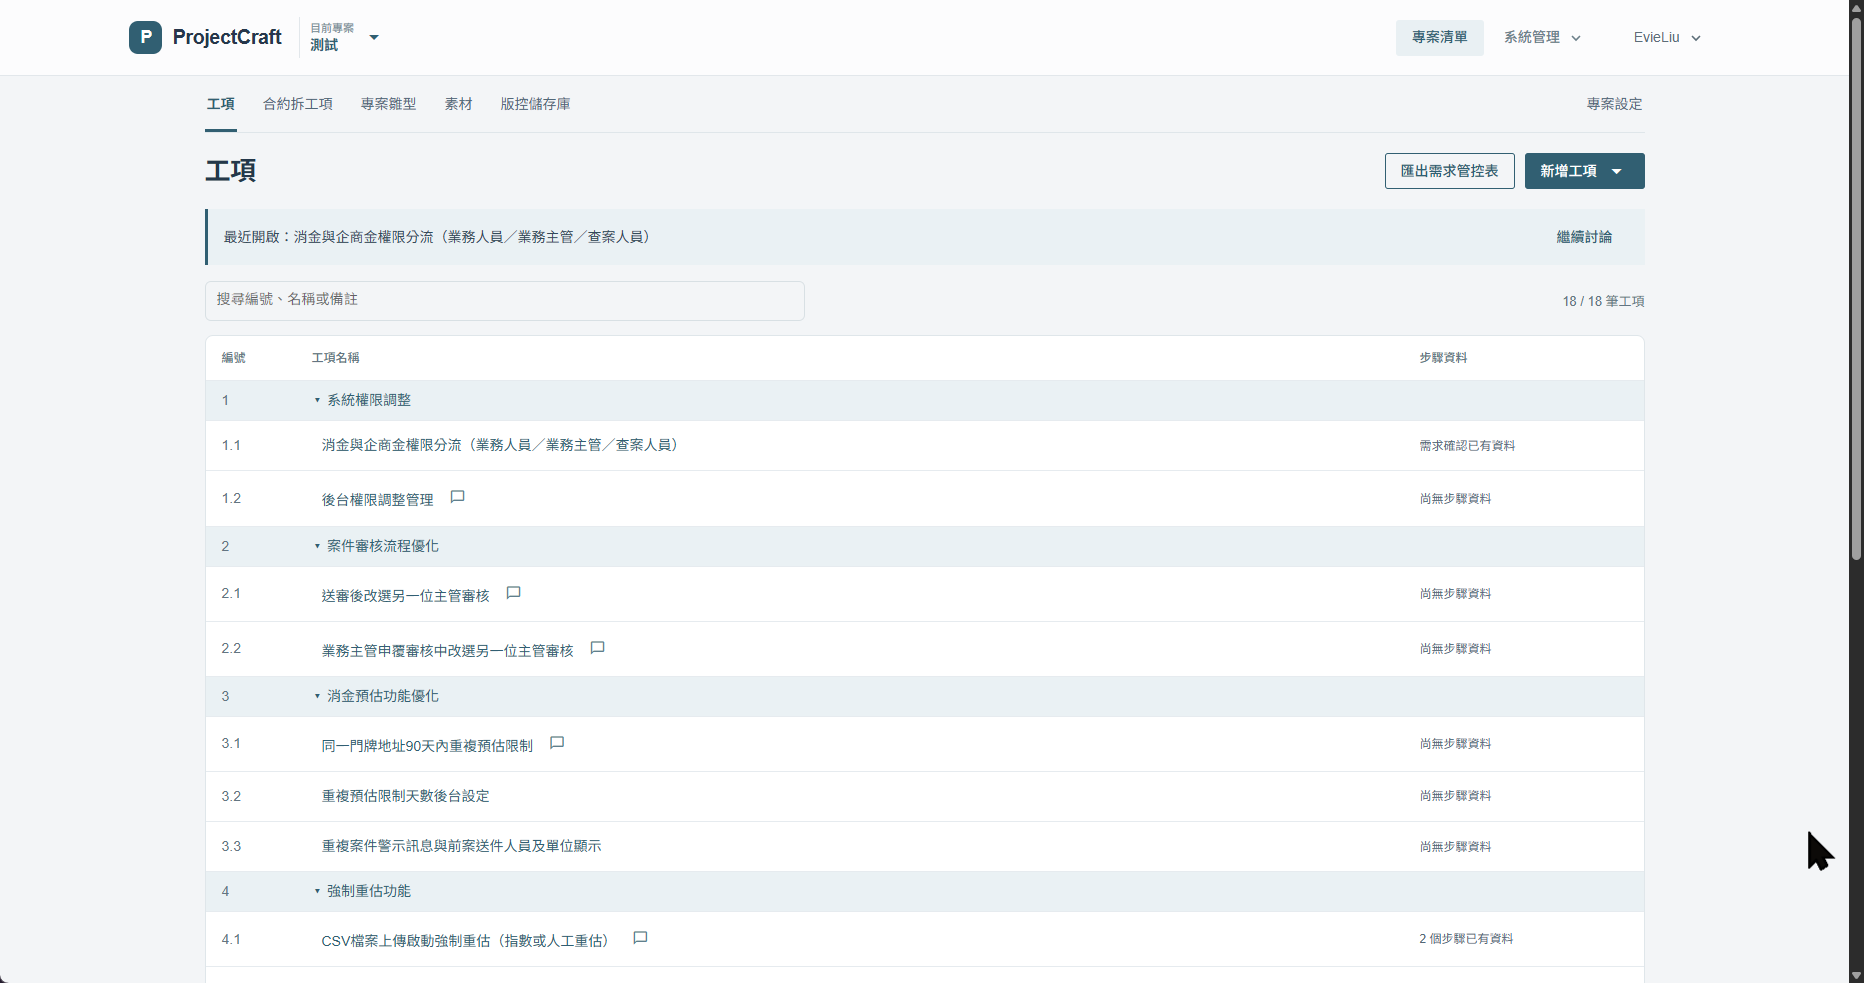 P ProjectCraft
目前專案
測試
專案清單 系統管理 EvieLiu
工項 合約拆工項 專案雛型 素材 版控儲存庫 專案設定
工項
匯出需求管控表 新增工項
最近開啟：消金與企商金權限分流（業務人員／業務主管／查案人員） 繼續討論
搜尋編號、名稱或備註 18 / 18 筆工項
編號 工項名稱 步驟資料
1 ▾ 系統權限調整
1.1 消金與企商金權限分流（業務人員／業務主管／查案人員） 需求確認已有資料
1.2 後台權限調整管理 尚無步驟資料
2 ▾ 案件審核流程優化
2.1 送審後改選另一位主管審核 尚無步驟資料
2.2 業務主管申覆審核中改選另一位主管審核 尚無步驟資料
3 ▾ 消金預估功能優化
3.1 同一門牌地址90天內重複預估限制 尚無步驟資料
3.2 重複預估限制天數後台設定 尚無步驟資料
3.3 重複案件警示訊息與前案送件人員及單位顯示 尚無步驟資料
4 ▾ 強制重估功能
4.1 CSV檔案上傳啟動強制重估（指數或人工重估） 2 個步驟已有資料